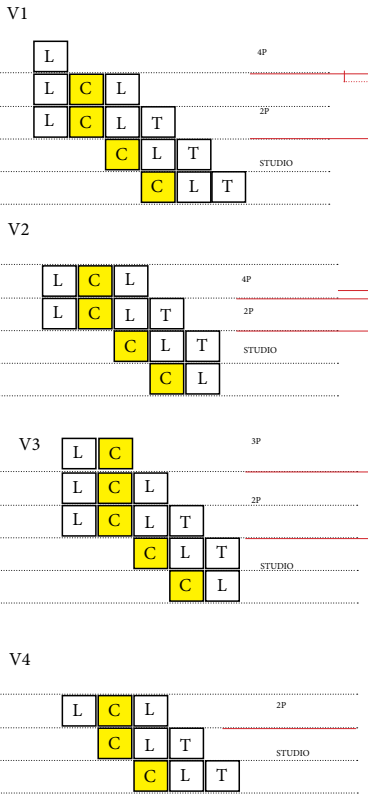 V1
L 4P
L C L
L C L T 2P
C L T STUDIO
C L T
V2
L C L 4P
L C L T 2P
C L T STUDIO
C L
V3
L C 3P
L C L 2P
L C L T
C L T STUDIO
C L
V4
L C L 2P
C L T STUDIO
C L T